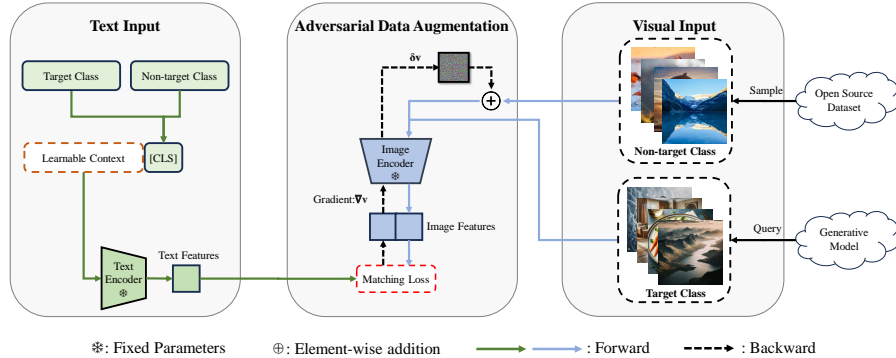 Text Input
Target Class
Non-target Class
Learnable Context
[CLS]
Text
Encoder
❄
Text Features
Adversarial Data Augmentation
δv
Image
Encoder
❄
Gradient:∇v
Image Features
Matching Loss
Visual Input
Non-target Class
Target Class
Sample
Query
Open Source
Dataset
Generative
Model
❄: Fixed Parameters
⊕: Element-wise addition
: Forward
: Backward